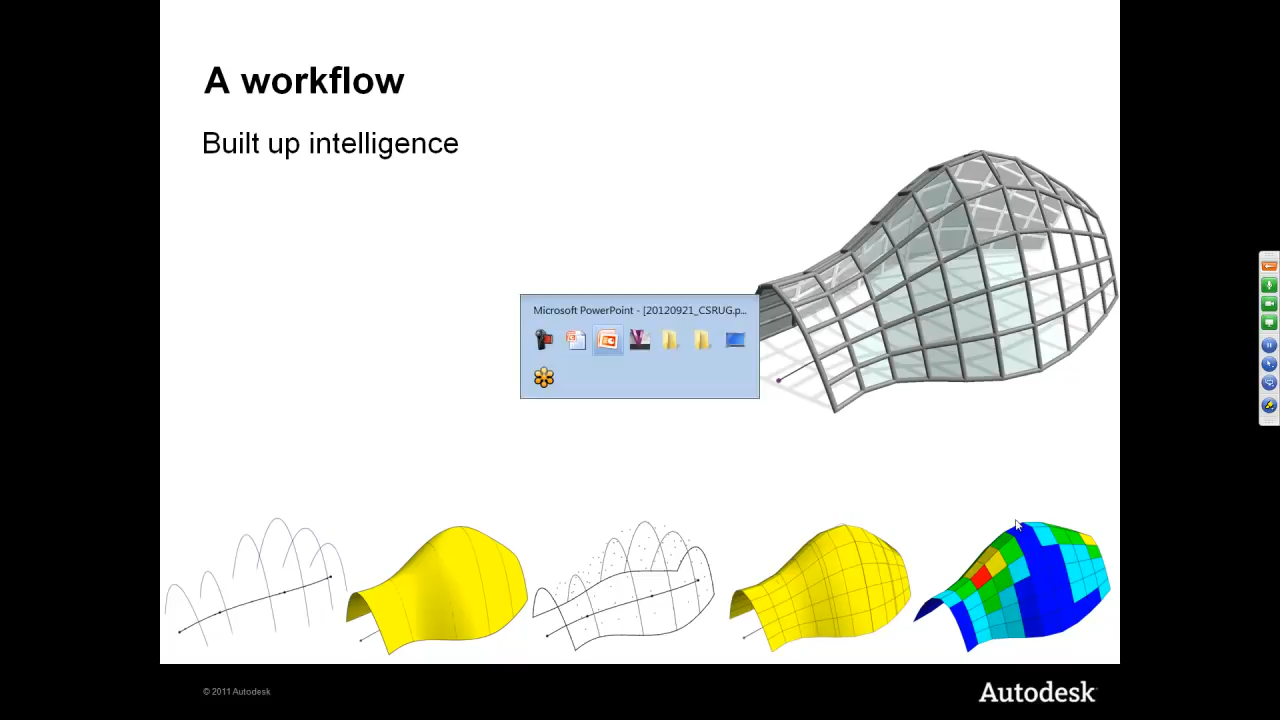 A workflow
Built up intelligence
Microsoft PowerPoint - [20120921_CSRUG.p...
© 2011 Autodesk
Autodesk